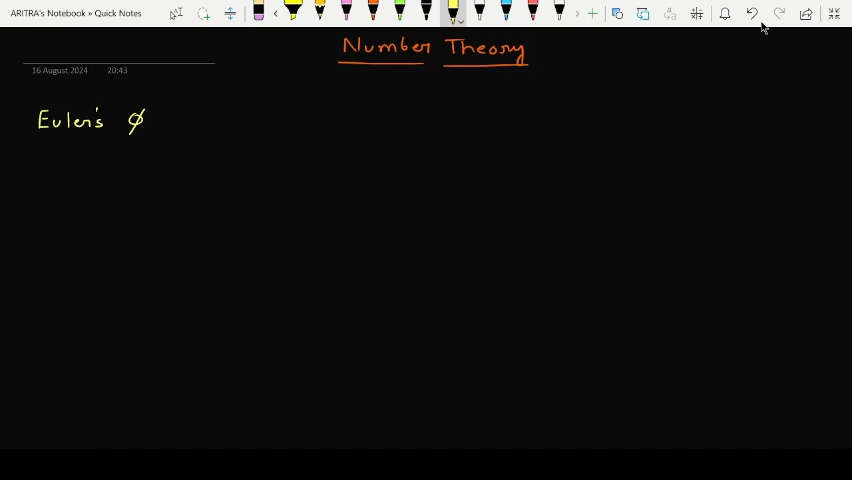 ARITRA's Notebook » Quick Notes
Number Theory
16 August 2024 20:43
Euler's ϕ